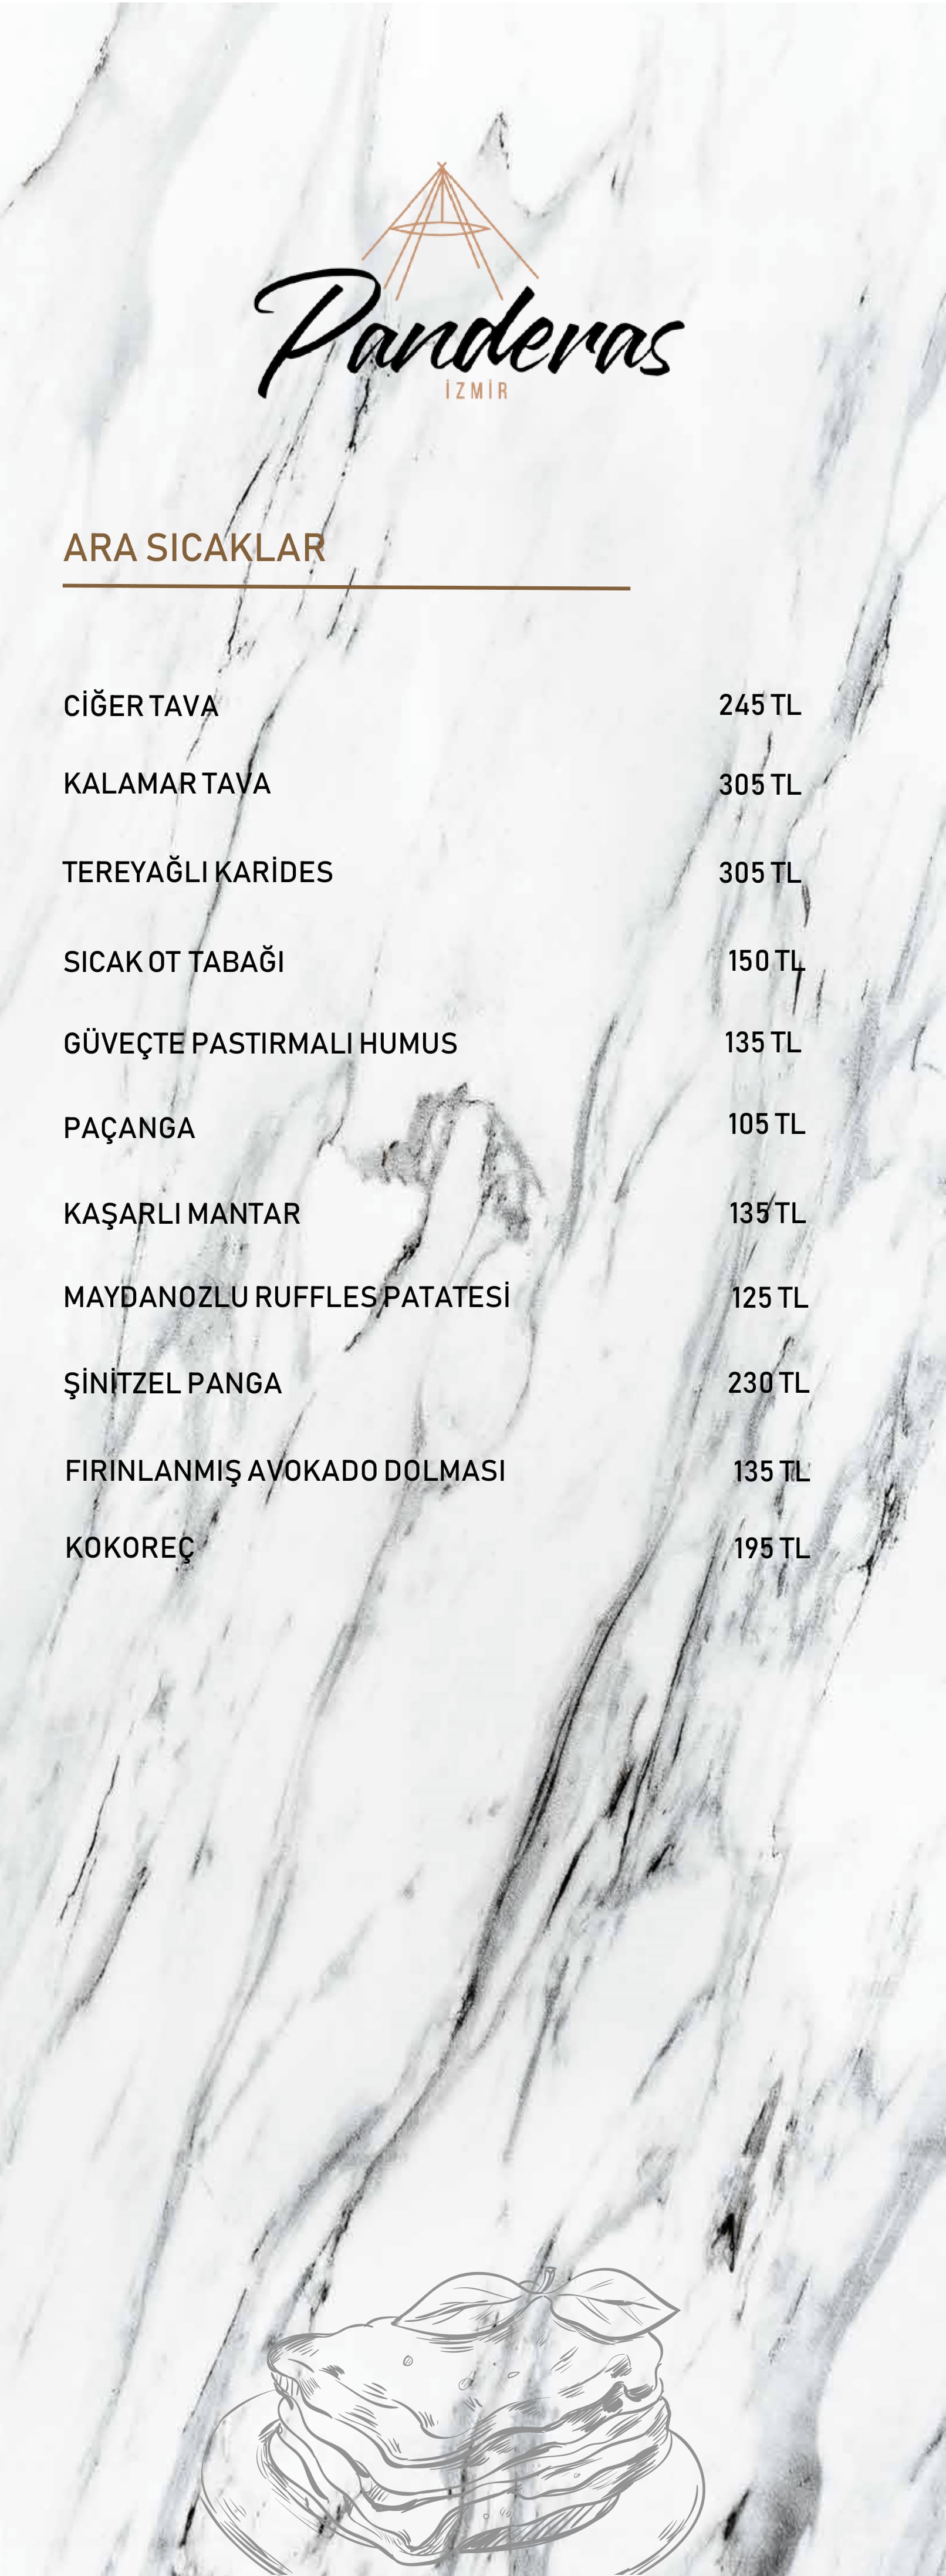 Panderas
İZMİR
ARA SICAKLAR
CİĞER TAVA 245 TL
KALAMAR TAVA 305 TL
TEREYAĞLI KARİDES 305 TL
SICAK OT TABAĞI 150 TL
GÜVEÇTE PASTIRMALI HUMUS 135 TL
PAÇANGA 105 TL
KAŞARLI MANTAR 135 TL
MAYDANOZLU RUFFLES PATATESİ 125 TL
ŞİNİTZEL PANGA 230 TL
FIRINLANMIŞ AVOKADO DOLMASI 135 TL
KOKOREÇ 195 TL